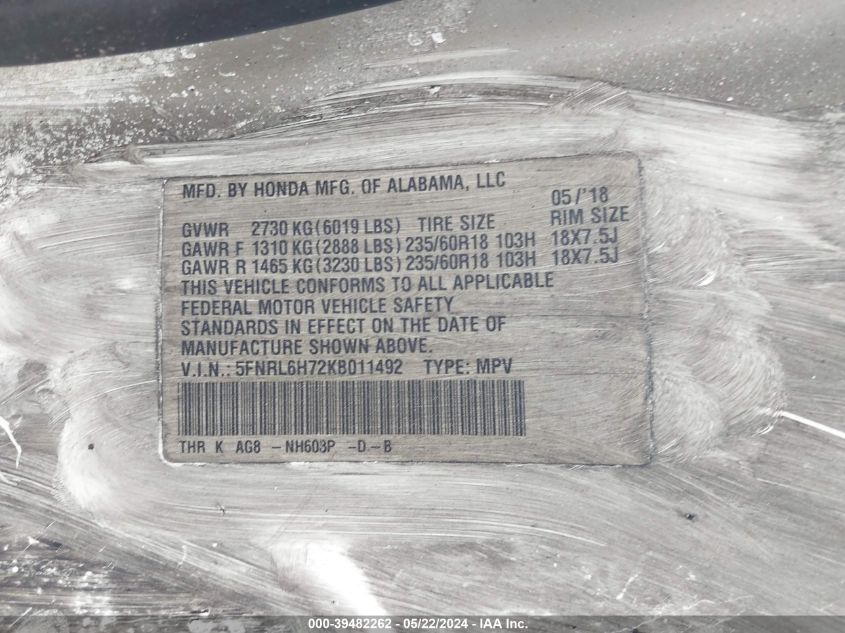 MFD. BY HONDA MFG. OF ALABAMA, LLC 05/'18
GVWR 2730 KG (6019 LBS) TIRE SIZE RIM SIZE
GAWR F 1310 KG (2888 LBS) 235/60R18 103H 18X7.5J
GAWR R 1465 KG (3230 LBS) 235/60R18 103H 18X7.5J
THIS VEHICLE CONFORMS TO ALL APPLICABLE
FEDERAL MOTOR VEHICLE SAFETY
STANDARDS IN EFFECT ON THE DATE OF
MANUFACTURE SHOWN ABOVE.
V.I.N.: 5FNRL6H72KB011492 TYPE: MPV
THR K AG8 -NH603P -D-B
000-39482262 - 05/22/2024 - IAA Inc.